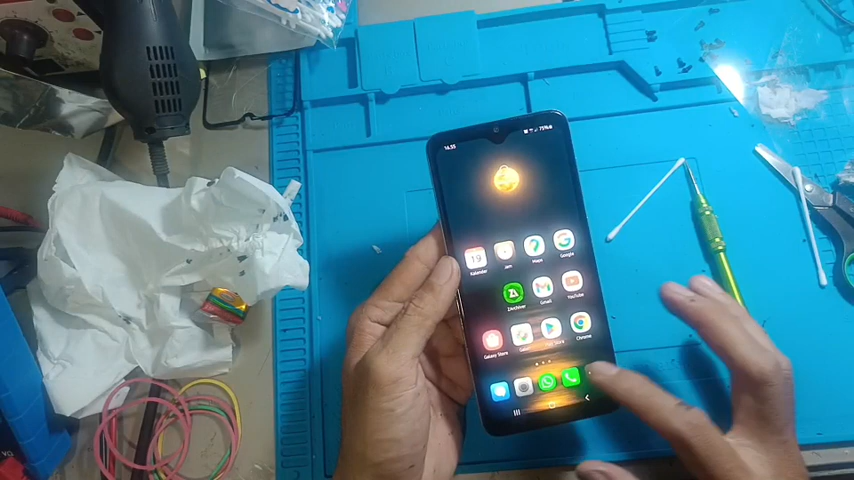 14.55 75%
19
Kalender Jam Maps Google
ZArchiver Gmail YouTube
Galaxy Store Chrome